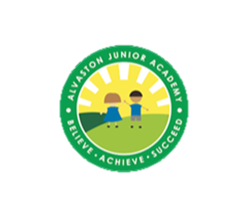 ALVASTON JUNIOR ACADEMY
BELIEVE • ACHIEVE • SUCCEED